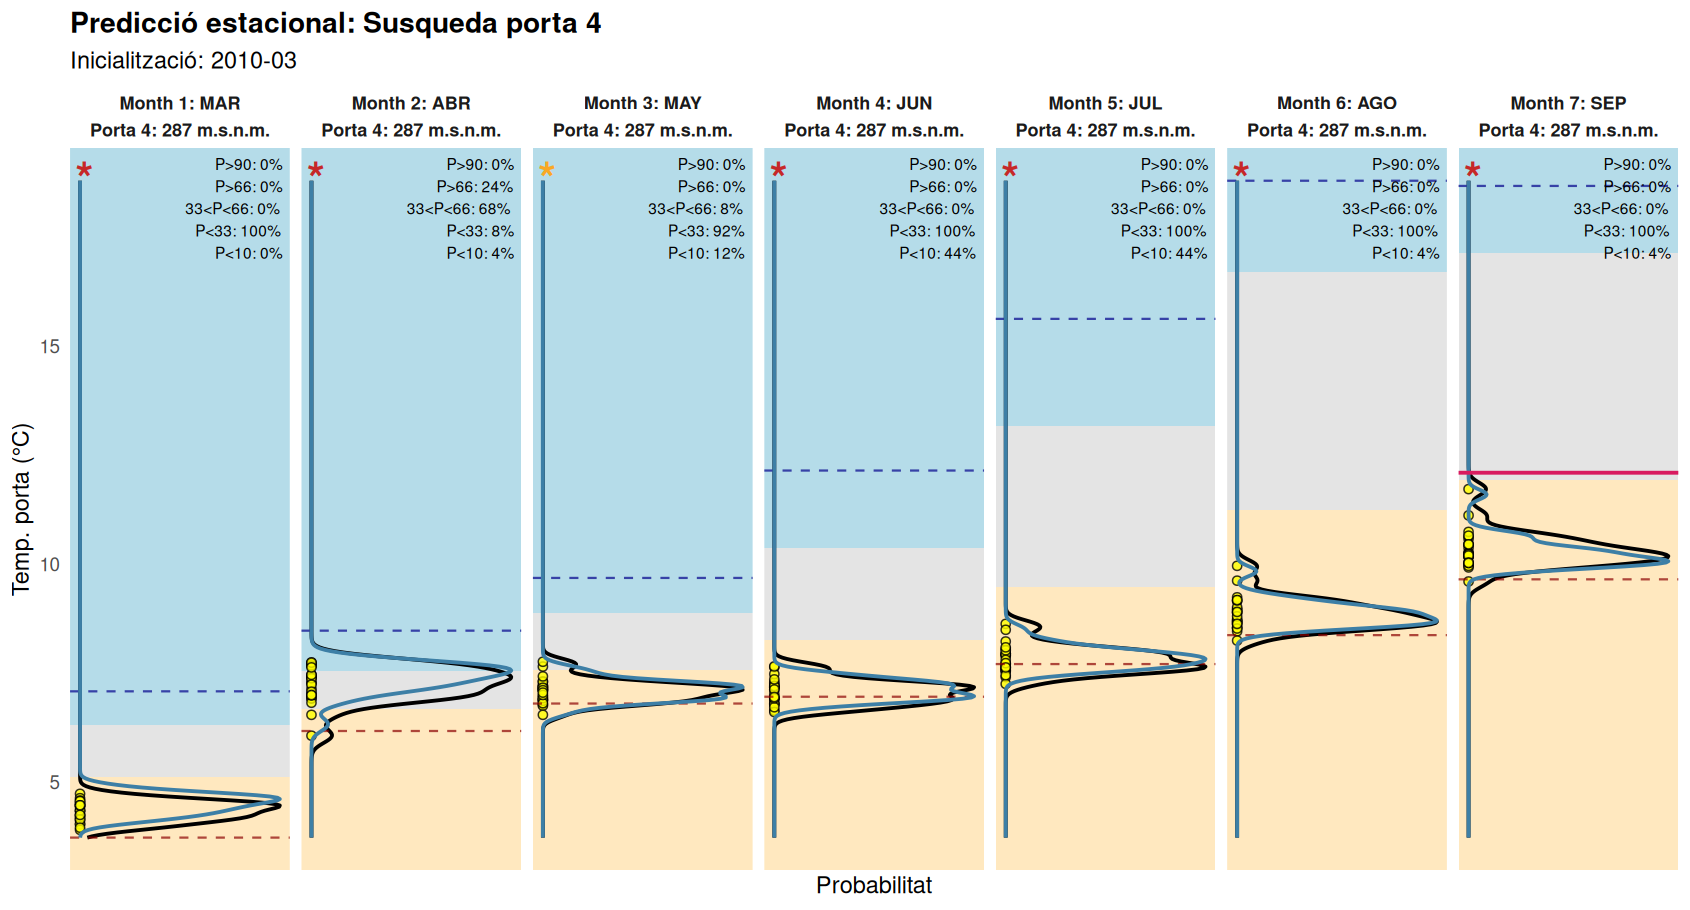 Predicció estacional: Susqueda porta 4
Inicialització: 2010-03
Month 1: MAR
Porta 4: 287 m.s.n.m.
Month 2: ABR
Porta 4: 287 m.s.n.m.
Month 3: MAY
Porta 4: 287 m.s.n.m.
Month 4: JUN
Porta 4: 287 m.s.n.m.
Month 5: JUL
Porta 4: 287 m.s.n.m.
Month 6: AGO
Porta 4: 287 m.s.n.m.
Month 7: SEP
Porta 4: 287 m.s.n.m.
*
P>90: 0%
P>66: 0%
33<P<66: 0%
P<33: 100%
P<10: 0%
*
P>90: 0%
P>66: 24%
33<P<66: 68%
P<33: 8%
P<10: 4%
*
P>90: 0%
P>66: 0%
33<P<66: 8%
P<33: 92%
P<10: 12%
*
P>90: 0%
P>66: 0%
33<P<66: 0%
P<33: 100%
P<10: 44%
*
P>90: 0%
P>66: 0%
33<P<66: 0%
P<33: 100%
P<10: 44%
*
P>90: 0%
P>66: 0%
33<P<66: 0%
P<33: 100%
P<10: 4%
*
P>90: 0%
P>66: 0%
33<P<66: 0%
P<33: 100%
P<10: 4%
Temp. porta (°C)
15
10
5
Probabilitat